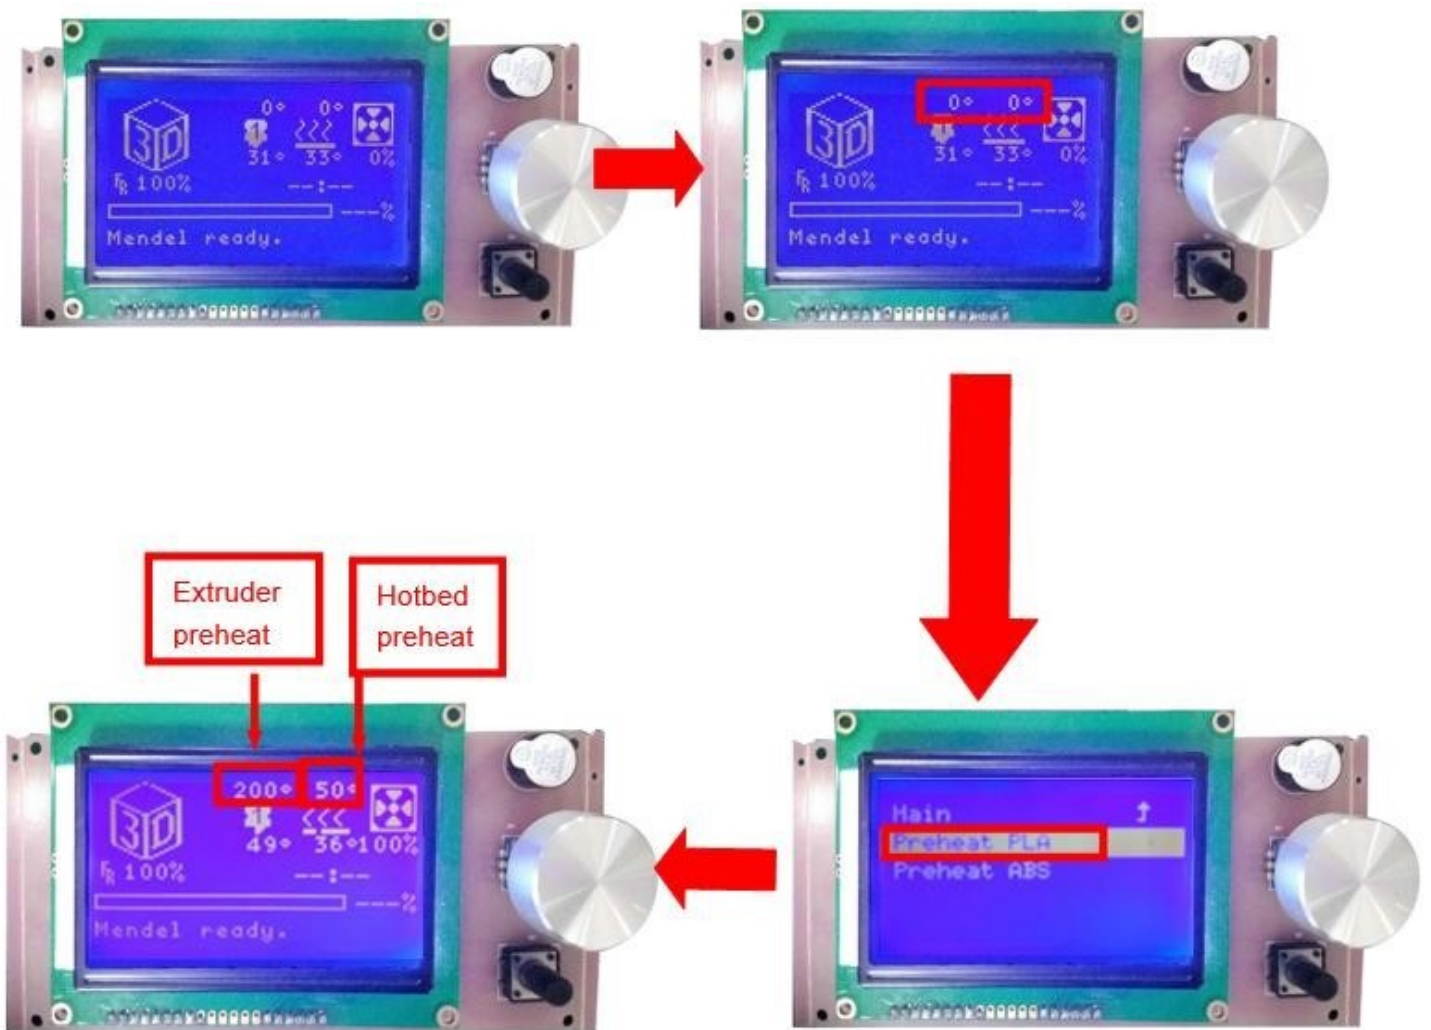 0° 0°
3D
1
31° 33° 0%
FR 100% --:--
---%
Mendel ready.
0° 0°
3D
31° 33° 0%
FR 100% --:--
---%
Mendel ready.
Extruder
preheat
Hotbed
preheat
200° 50°
3D
49° 36° 100%
FR 100% --:--
---%
Mendel ready.
Main
Preheat PLA
Preheat ABS